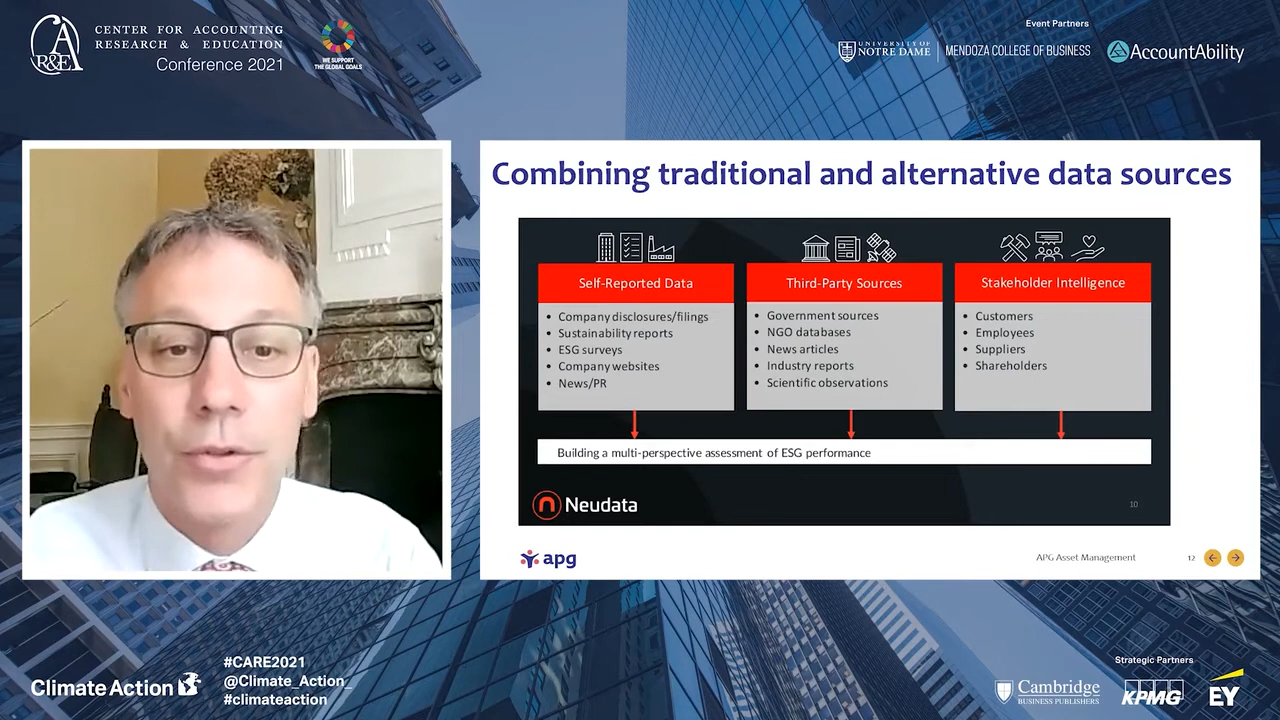 CENTER FOR ACCOUNTING
RESEARCH & EDUCATION
Conference 2021
CAR&E
WE SUPPORT
THE GLOBAL GOALS
Event Partners
UNIVERSITY OF
NOTRE DAME
MENDOZA COLLEGE OF BUSINESS
AccountAbility
Combining traditional and alternative data sources
Self-Reported Data
• Company disclosures/filings
• Sustainability reports
• ESG surveys
• Company websites
• News/PR
Third-Party Sources
• Government sources
• NGO databases
• News articles
• Industry reports
• Scientific observations
Stakeholder Intelligence
• Customers
• Employees
• Suppliers
• Shareholders
Building a multi-perspective assessment of ESG performance
Neudata
10
apg
APG Asset Management
12
Climate Action
#CARE2021
@Climate_Action_
#climateaction
Strategic Partners
Cambridge
BUSINESS PUBLISHERS
KPMG
EY